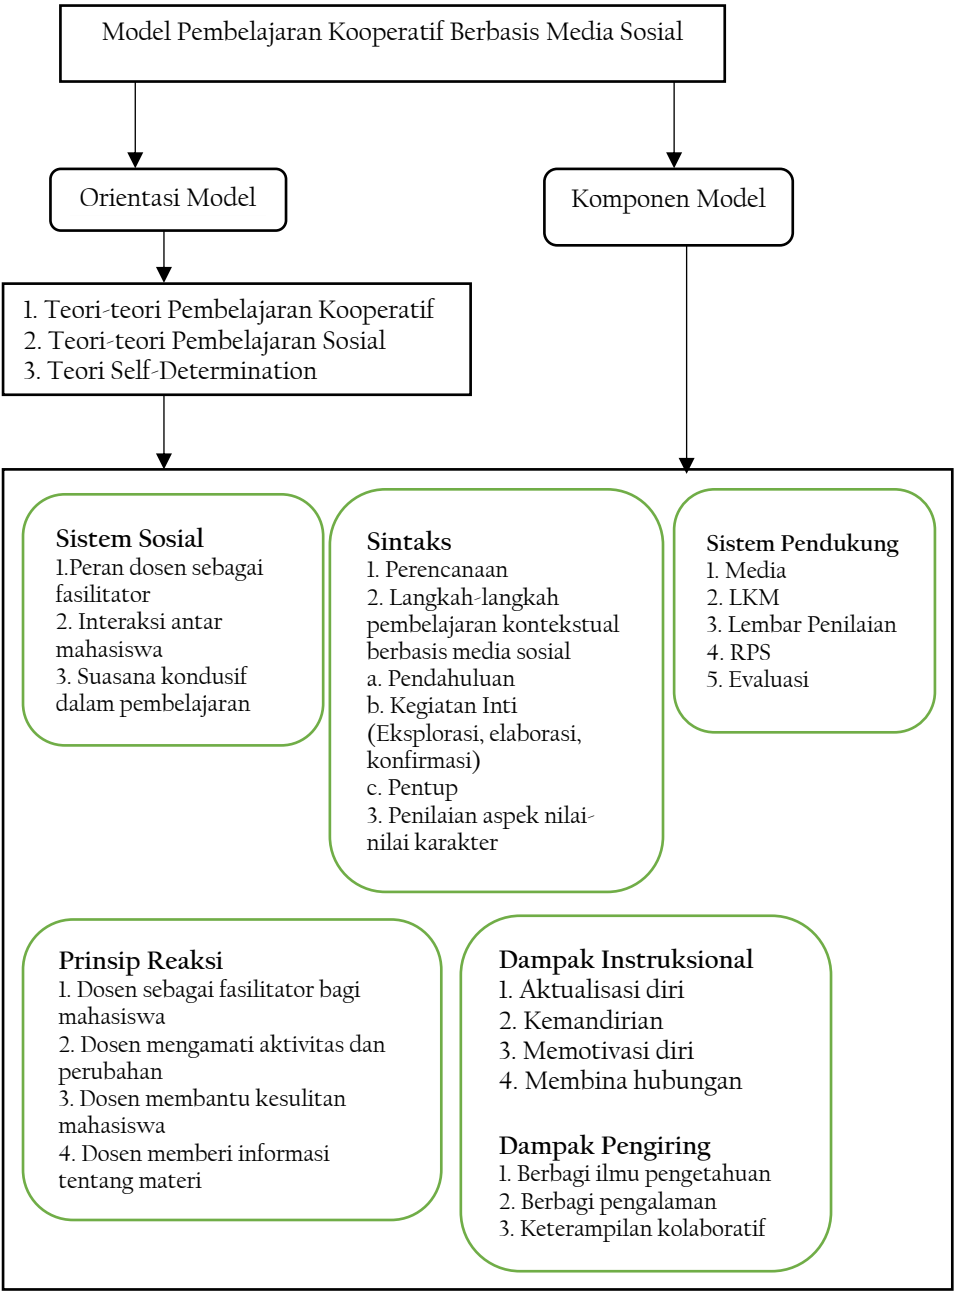 Model Pembelajaran Kooperatif Berbasis Media Sosial
Orientasi Model
Komponen Model
1. Teori-teori Pembelajaran Kooperatif
2. Teori-teori Pembelajaran Sosial
3. Teori Self-Determination
Sistem Sosial
1.Peran dosen sebagai
fasilitator
2. Interaksi antar
mahasiswa
3. Suasana kondusif
dalam pembelajaran
Sintaks
1. Perencanaan
2. Langkah-langkah
pembelajaran kontekstual
berbasis media sosial
a. Pendahuluan
b. Kegiatan Inti
(Eksplorasi, elaborasi,
konfirmasi)
c. Pentup
3. Penilaian aspek nilai-
nilai karakter
Sistem Pendukung
1. Media
2. LKM
3. Lembar Penilaian
4. RPS
5. Evaluasi
Prinsip Reaksi
1. Dosen sebagai fasilitator bagi
mahasiswa
2. Dosen mengamati aktivitas dan
perubahan
3. Dosen membantu kesulitan
mahasiswa
4. Dosen memberi informasi
tentang materi
Dampak Instruksional
1. Aktualisasi diri
2. Kemandirian
3. Memotivasi diri
4. Membina hubungan
Dampak Pengiring
1. Berbagi ilmu pengetahuan
2. Berbagi pengalaman
3. Keterampilan kolaboratif